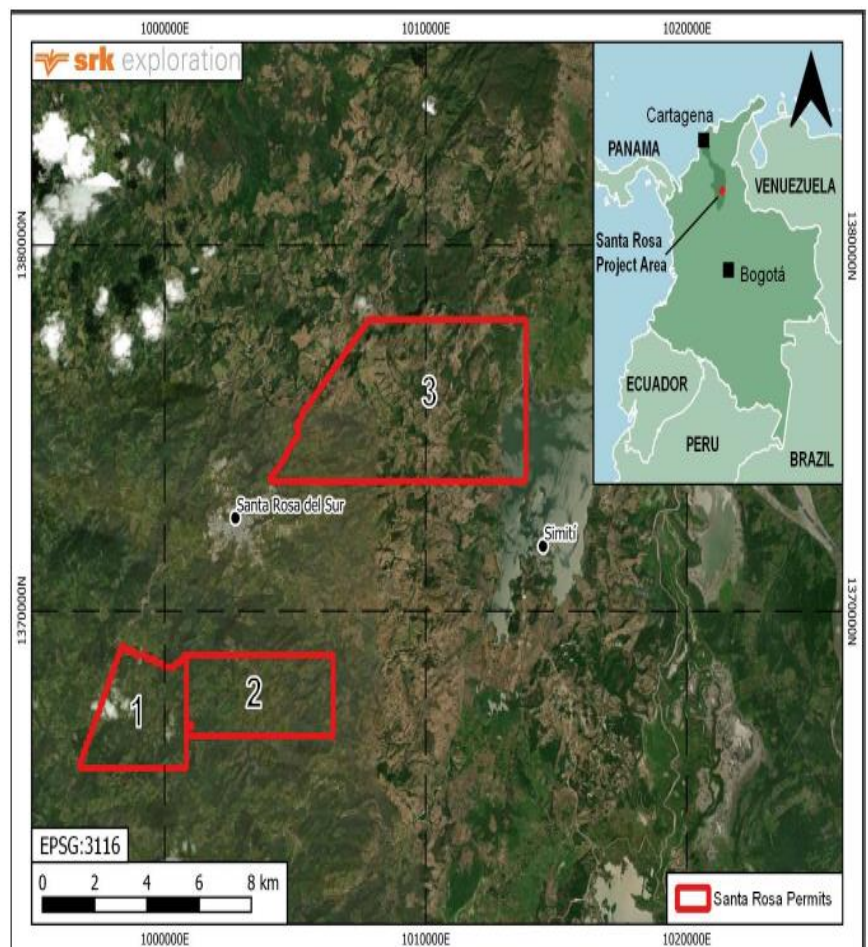 1000000E 1010000E 1020000E
srk exploration
Cartagena
PANAMA
VENUEZUELA
Santa Rosa
Project Area
Bogotá
ECUADOR
PERU
BRAZIL
1380000N 1380000N
3
Santa Rosa del Sur
Simití
1370000N 1370000N
1
2
EPSG:3116
0 2 4 6 8 km
Santa Rosa Permits
1000000E 1010000E 1020000E